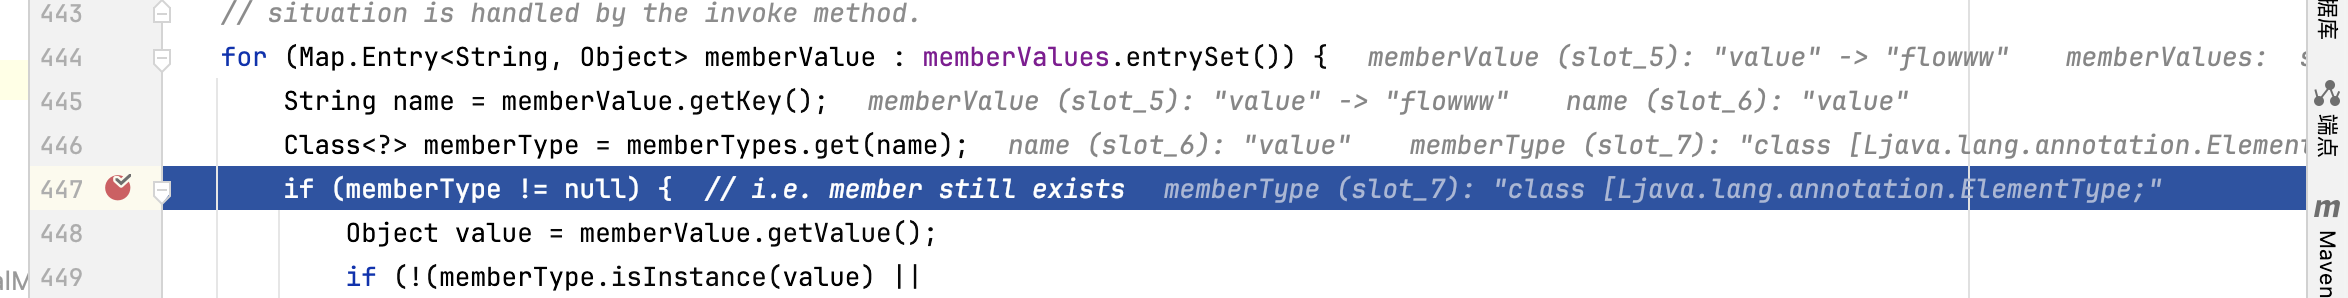 443 // situation is handled by the invoke method.
444 for (Map.Entry<String, Object> memberValue : memberValues.entrySet()) { memberValue (slot_5): "value" -> "flowww" memberValues: s
445 String name = memberValue.getKey(); memberValue (slot_5): "value" -> "flowww" name (slot_6): "value"
446 Class<?> memberType = memberTypes.get(name); name (slot_6): "value" memberType (slot_7): "class [Ljava.lang.annotation.Element
447 if (memberType != null) { // i.e. member still exists memberType (slot_7): "class [Ljava.lang.annotation.ElementType;"
448 Object value = memberValue.getValue();
449 if (!(memberType.isInstance(value) ||
alM
据库
端点
m Maven